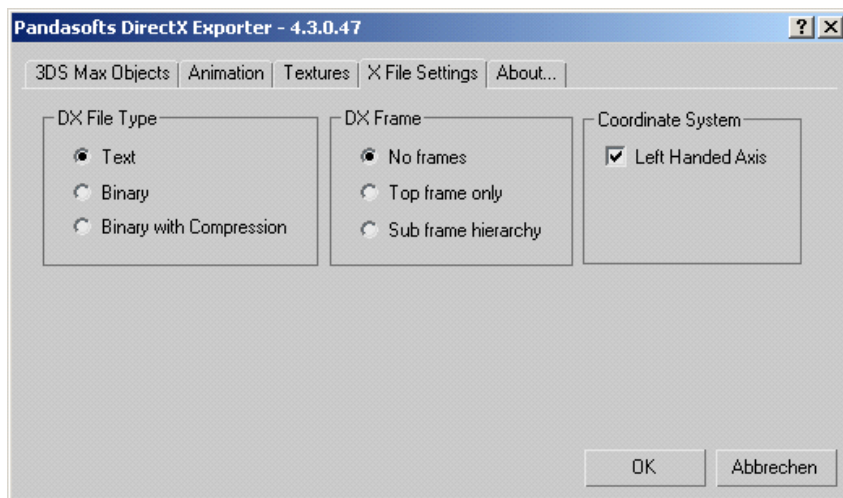 Pandasofts DirectX Exporter - 4.3.0.47
3DS Max Objects Animation Textures X File Settings About...
DX File Type
Text
Binary
Binary with Compression
DX Frame
No frames
Top frame only
Sub frame hierarchy
Coordinate System
Left Handed Axis
OK Abbrechen